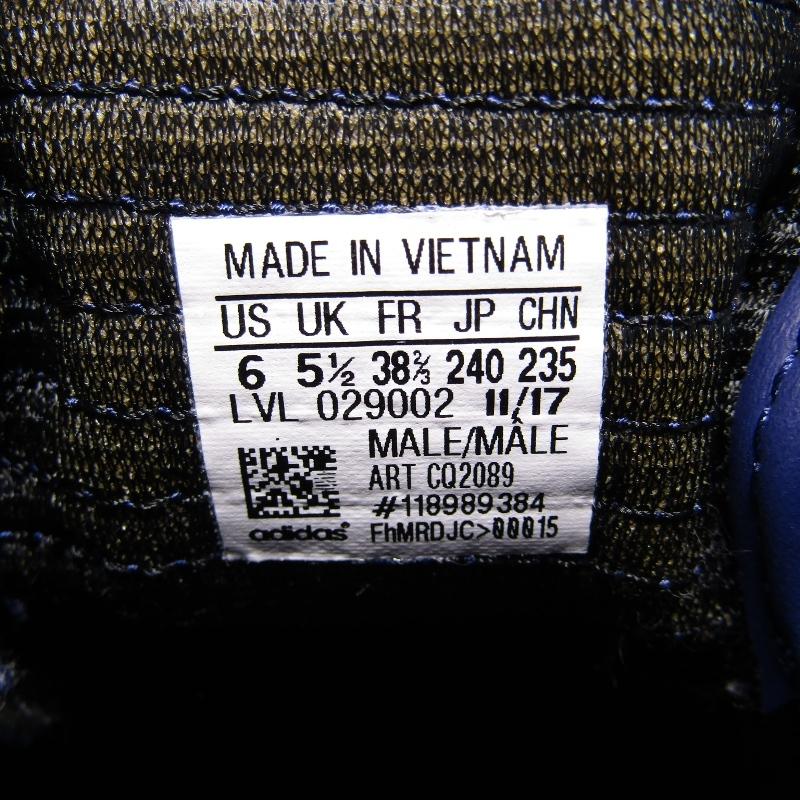 MADE IN VIETNAM
US UK FR JP CHN
6 5½ 38⅔ 240 235
LVL 029002 11/17
MALE/MÂLE
ART CQ2089
#118989384
adidas® FhMRDJC>00015